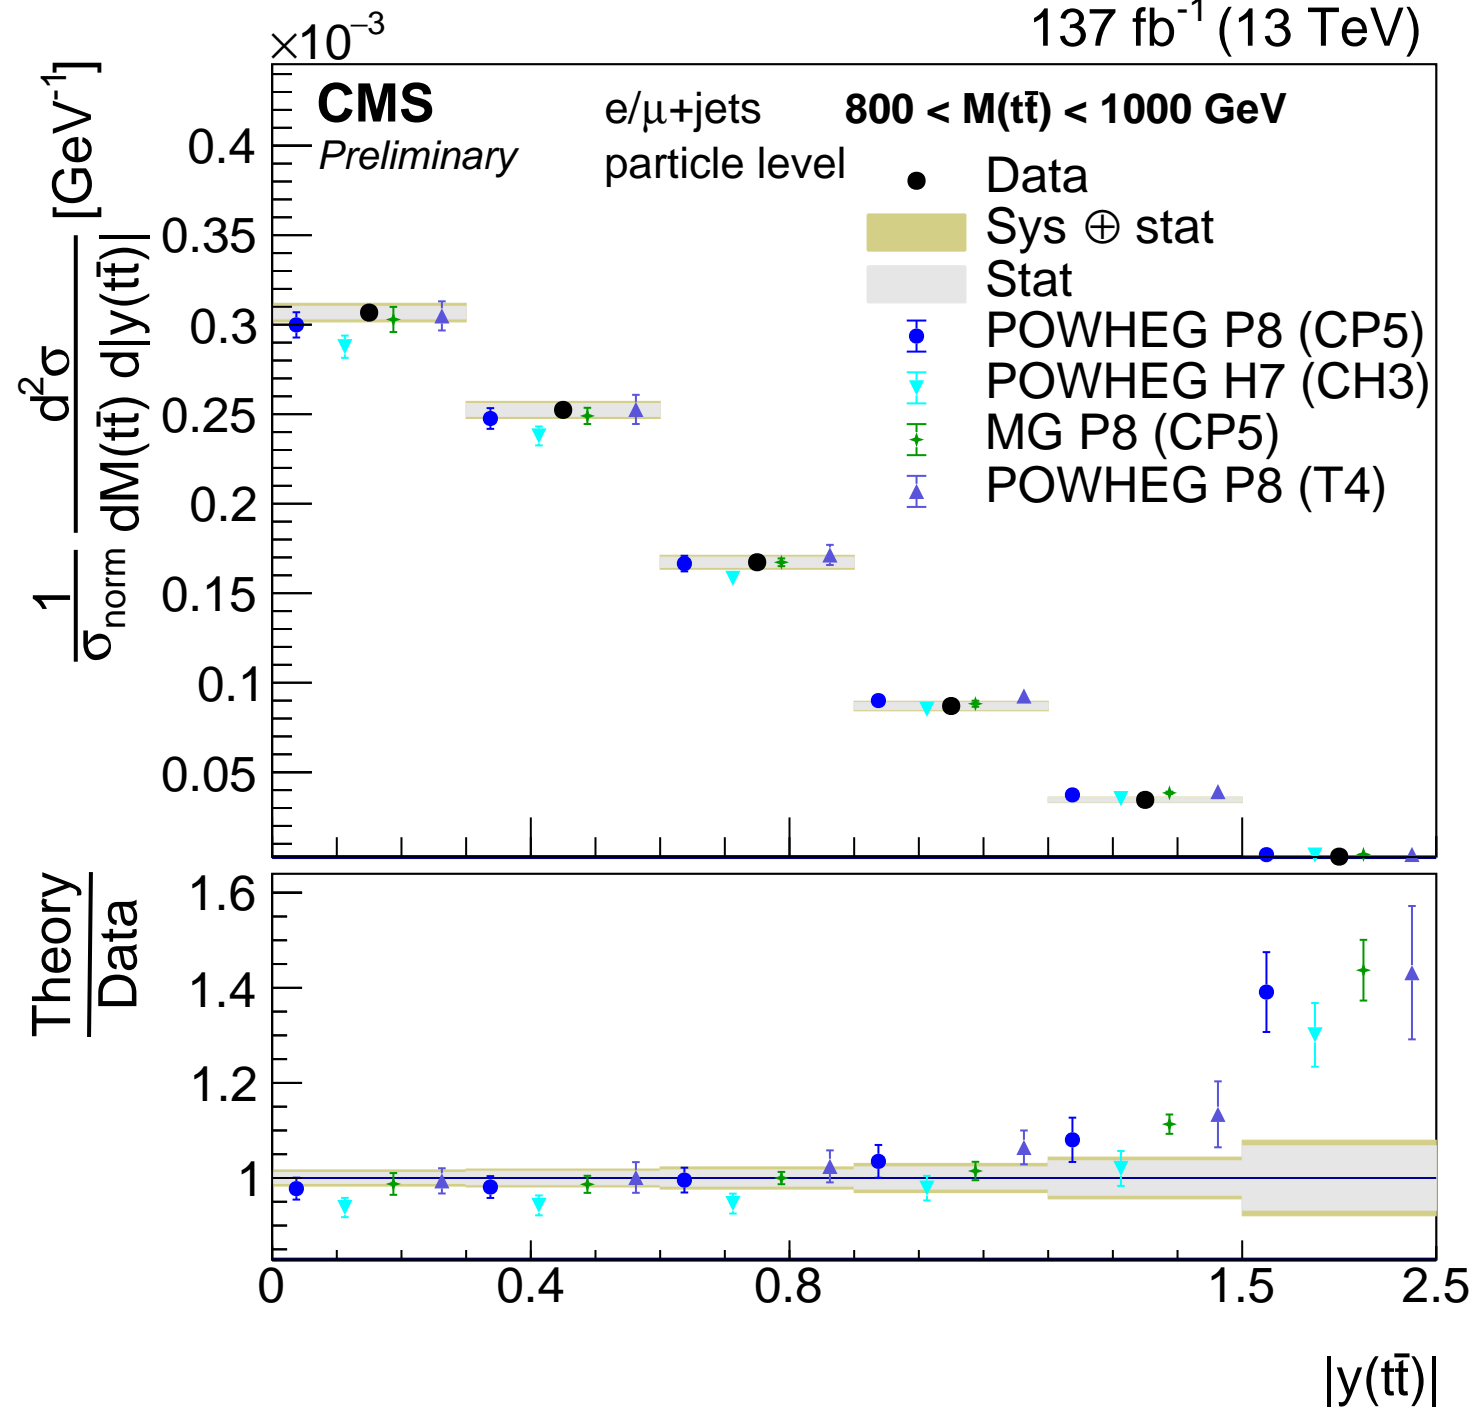 ×10⁻³
137 fb⁻¹ (13 TeV)
CMS
Preliminary
e/μ+jets
particle level
800 < M(tt̄) < 1000 GeV
Data
Sys ⊕ stat
Stat
POWHEG P8 (CP5)
POWHEG H7 (CH3)
MG P8 (CP5)
POWHEG P8 (T4)
1
σnorm
d²σ
dM(tt̄) d|y(tt̄)|
[GeV⁻¹]
0.4
0.35
0.3
0.25
0.2
0.15
0.1
0.05
Theory
Data
1.6
1.4
1.2
1
0 0.4 0.8 1.5 2.5
|y(tt̄)|